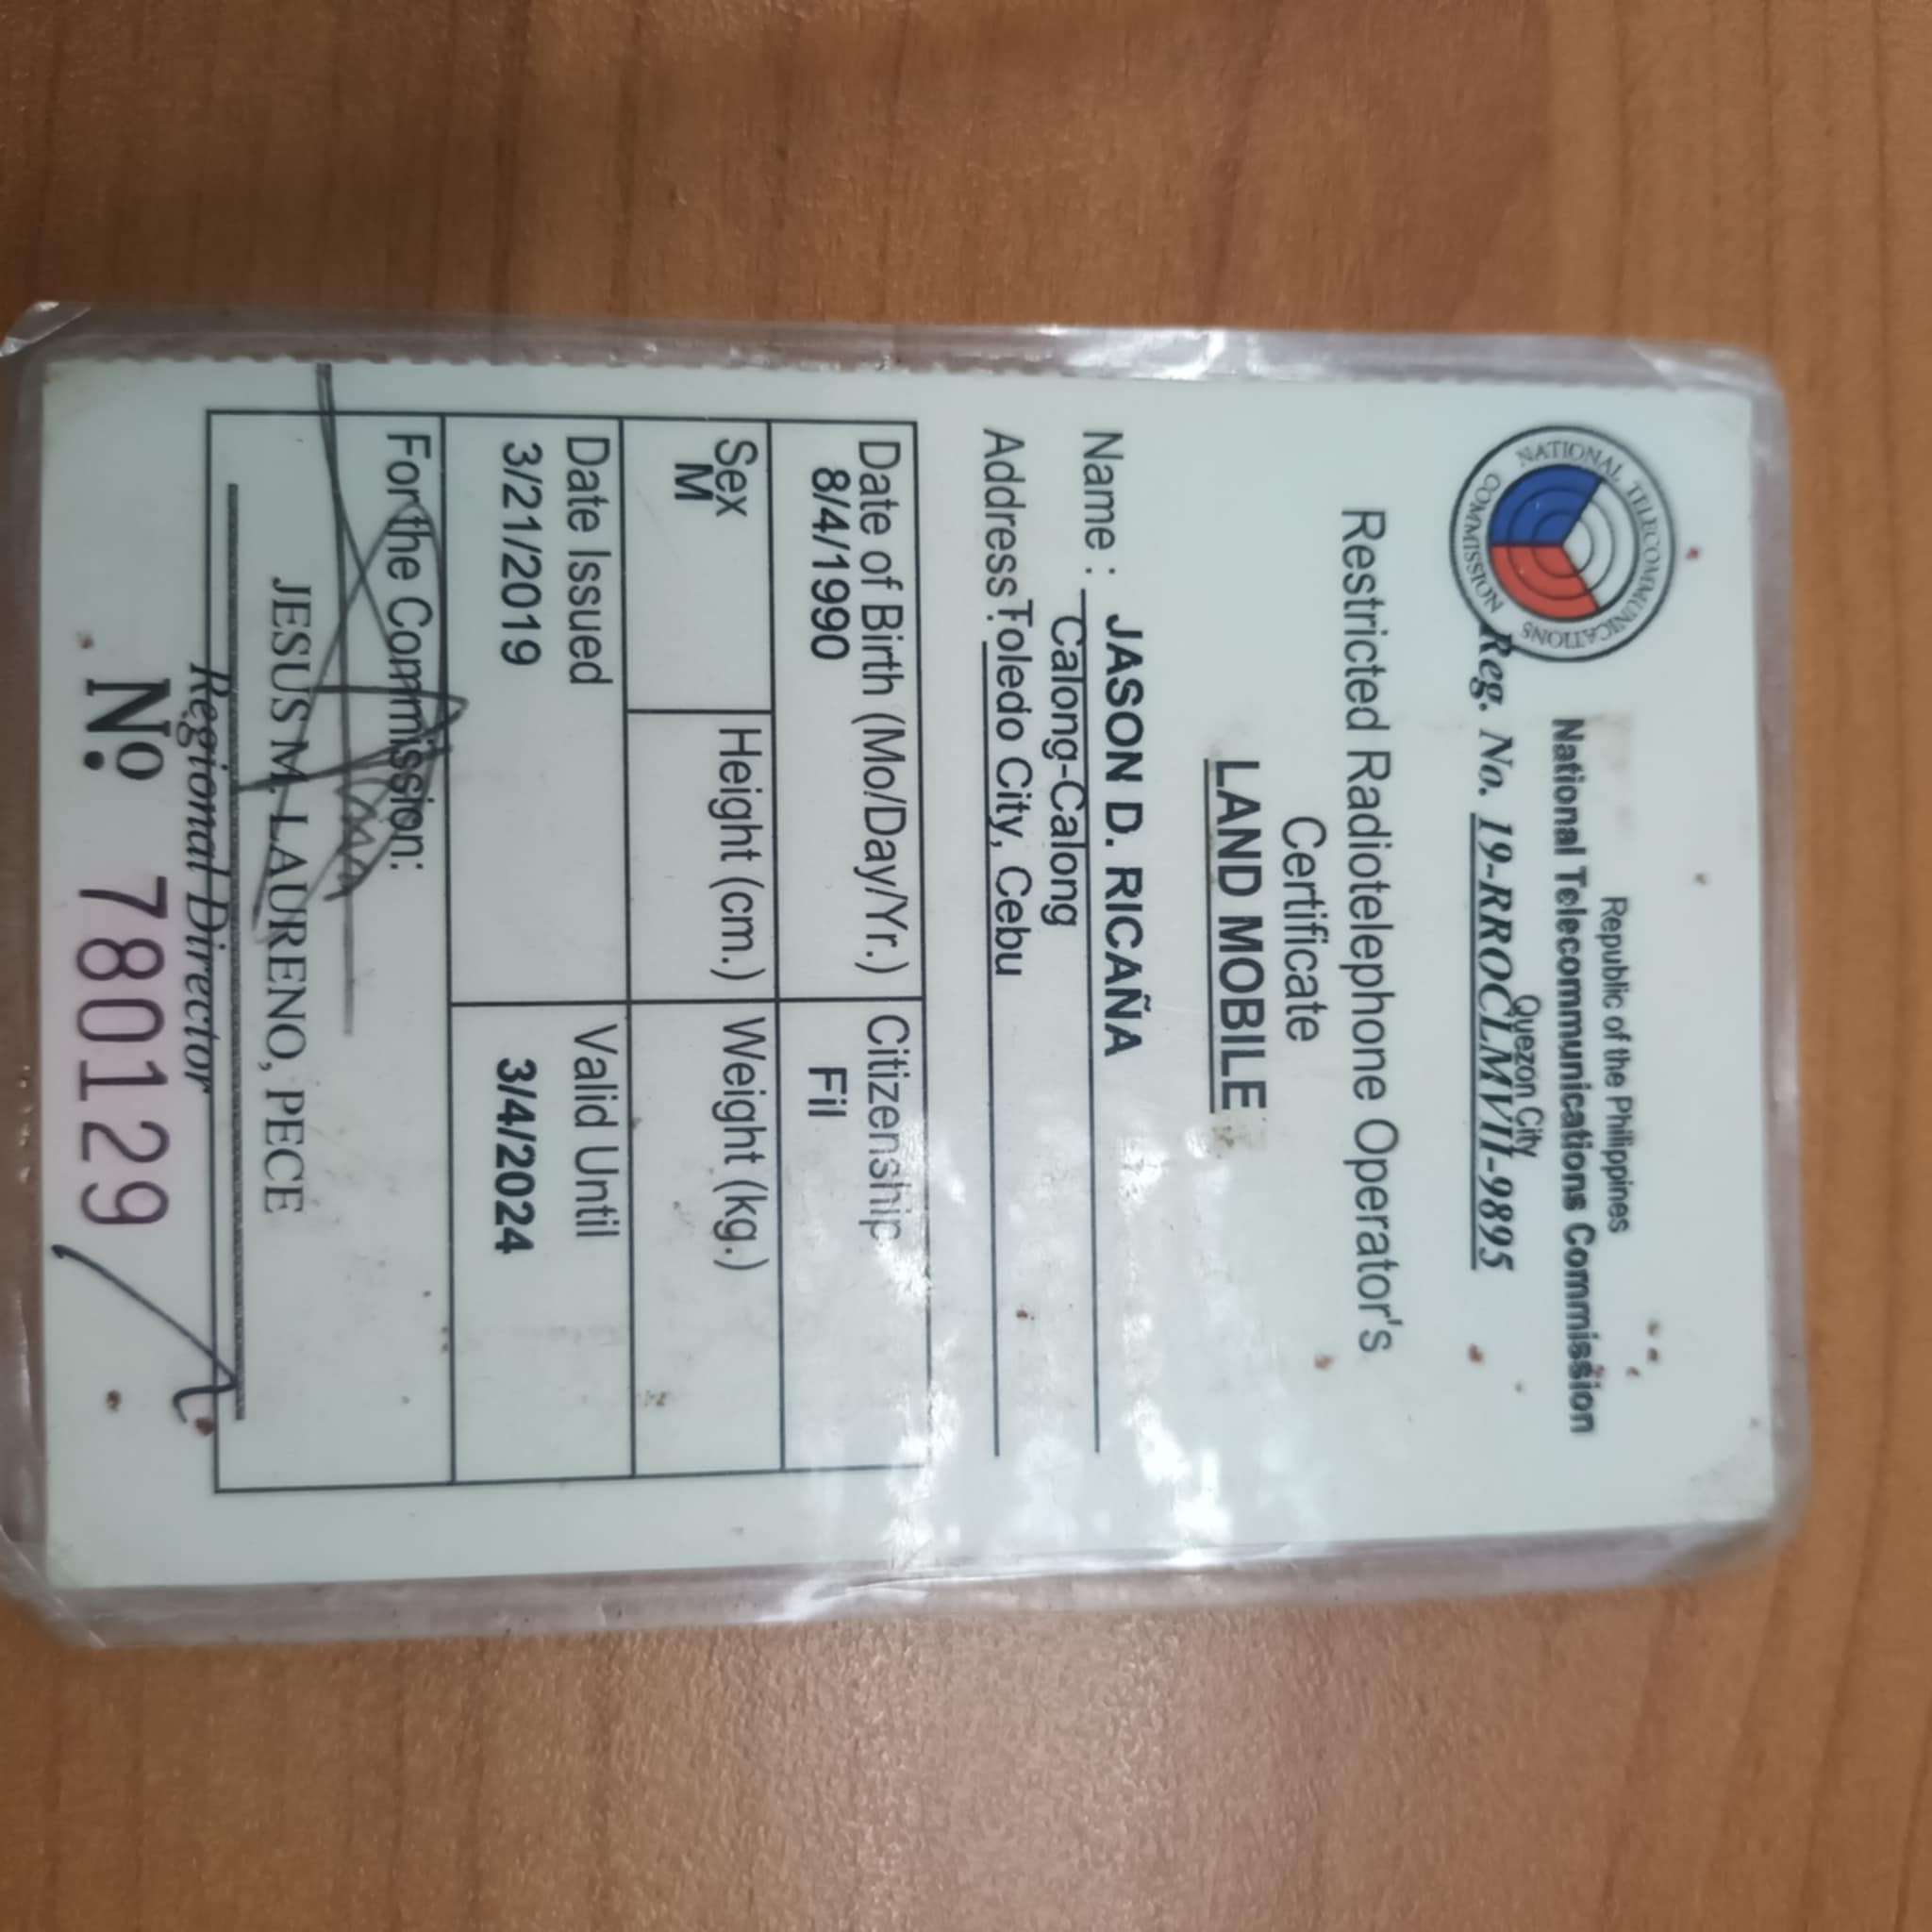 Republic of the Philippines
National Telecommunications Commission
Quezon City
Reg. No. 19-RROCLMVII-9895
NATIONAL TELECOMMUNICATIONS COMMISSION
Restricted Radiotelephone Operator's
Certificate
LAND MOBILE
Name : JASON D. RICAÑA
Calong-Calong
Address: Toledo City, Cebu
Date of Birth (Mo/Day/Yr.) Citizenship
8/4/1990 Fil
Sex Height (cm.) Weight (kg.)
M
Date Issued Valid Until
3/21/2019 3/4/2024
For the Commission:
JESUS M. LAURENO, PECE
Regional Director
No. 780129